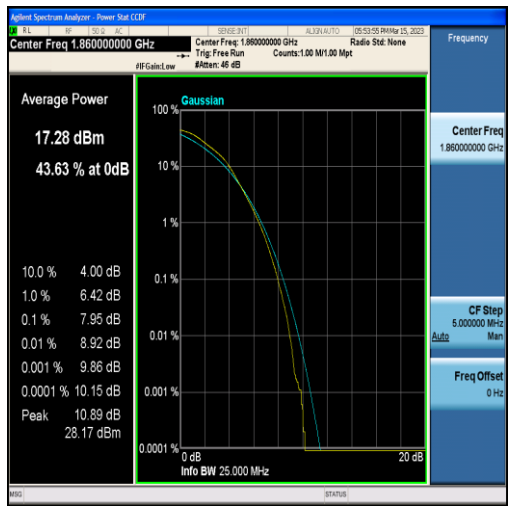 Agilent Spectrum Analyzer - Power Stat CCDF
RL RF 50 Ω AC SENSE:INT ALIGN AUTO 05:53:55 PM Mar 15, 2023
Center Freq 1.860000000 GHz
Center Freq: 1.860000000 GHz Radio Std: None
Trig: Free Run Counts:1.00 M/1.00 Mpt
#IFGain:Low #Atten: 46 dB
Frequency
Average Power
17.28 dBm
43.63 % at 0dB
10.0 % 4.00 dB
1.0 % 6.42 dB
0.1 % 7.95 dB
0.01 % 8.92 dB
0.001 % 9.86 dB
0.0001 % 10.15 dB
Peak 10.89 dB
28.17 dBm
Gaussian
100 %
10 %
1 %
0.1 %
0.01 %
0.001 %
0.0001 %
0 dB 20 dB
Info BW 25.000 MHz
Center Freq
1.860000000 GHz
CF Step
5.000000 MHz
Auto Man
Freq Offset
0 Hz
MSG STATUS